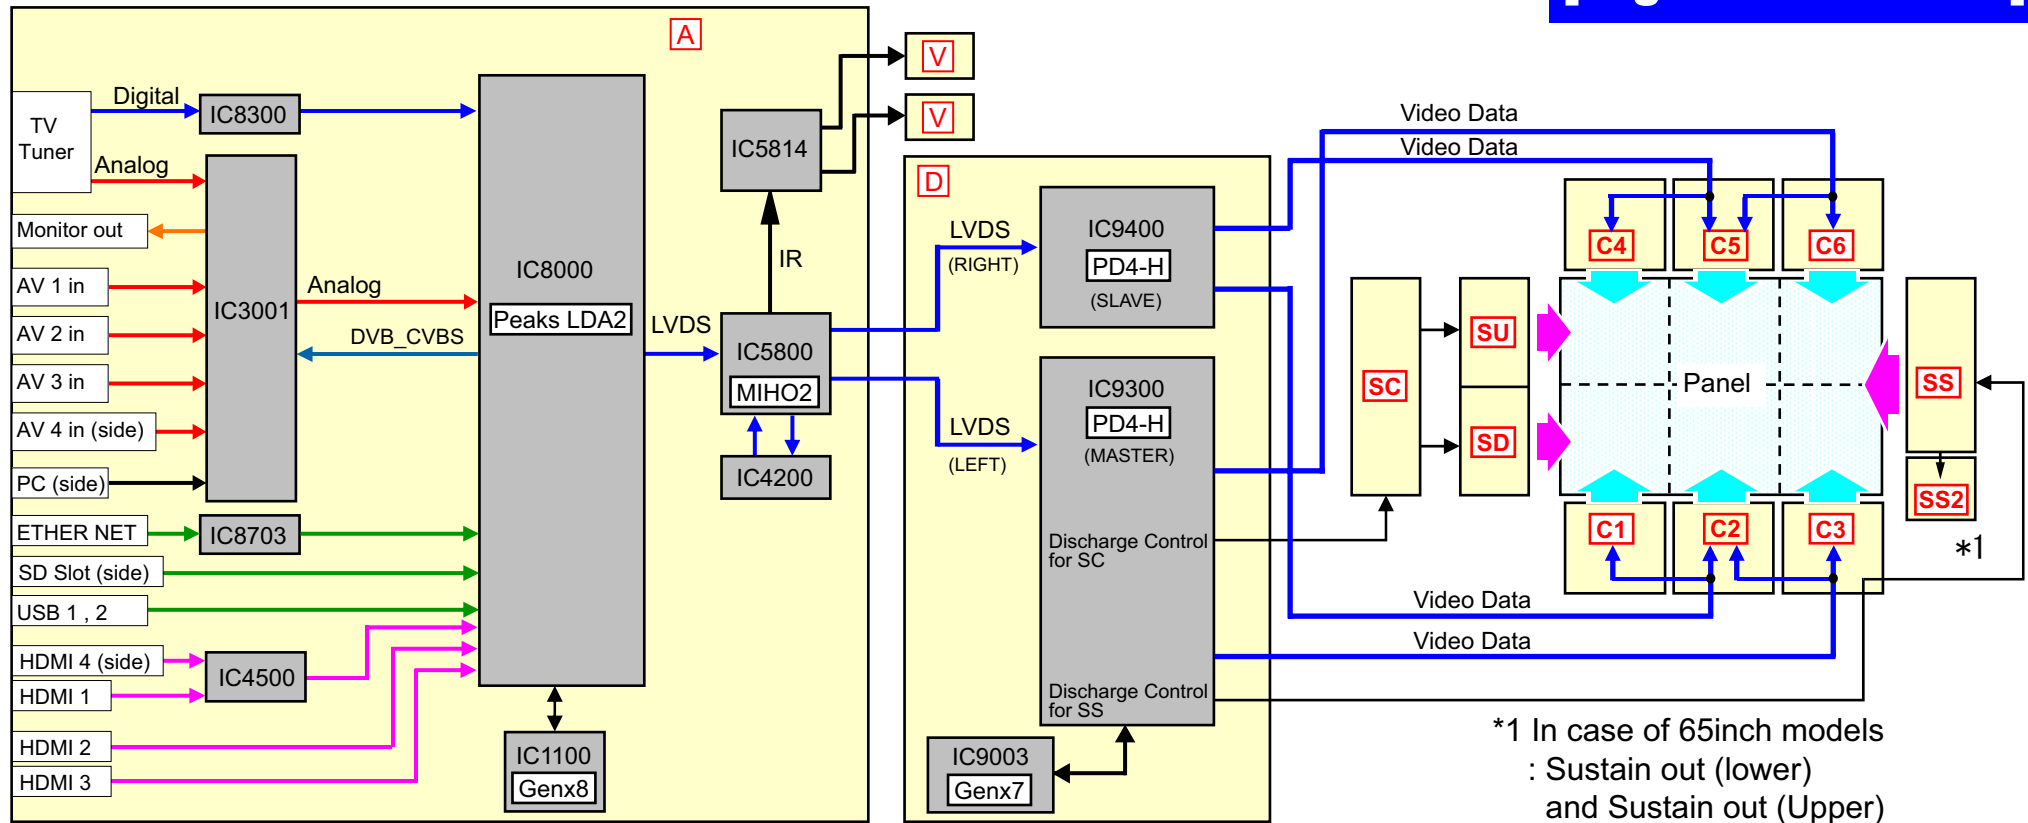 A
V
V
TV
Tuner
Digital
IC8300
Analog
Monitor out
AV 1 in
AV 2 in
AV 3 in
AV 4 in (side)
PC (side)
IC3001
Analog
DVB_CVBS
ETHER NET
IC8703
SD Slot (side)
USB 1 , 2
HDMI 4 (side)
HDMI 1
IC4500
HDMI 2
HDMI 3
IC8000
Peaks LDA2
IC1100
Genx8
LVDS
IC5814
IR
IC5800
MIHO2
IC4200
D
LVDS
(RIGHT)
IC9400
PD4-H
(SLAVE)
LVDS
(LEFT)
IC9300
PD4-H
(MASTER)
Discharge Control
for SC
Discharge Control
for SS
IC9003
Genx7
Video Data
Video Data
Video Data
Video Data
SC
SU
SD
C4
C5
C6
Panel
C1
C2
C3
SS
SS2
*1
*1 In case of 65inch models
: Sustain out (lower)
and Sustain out (Upper)